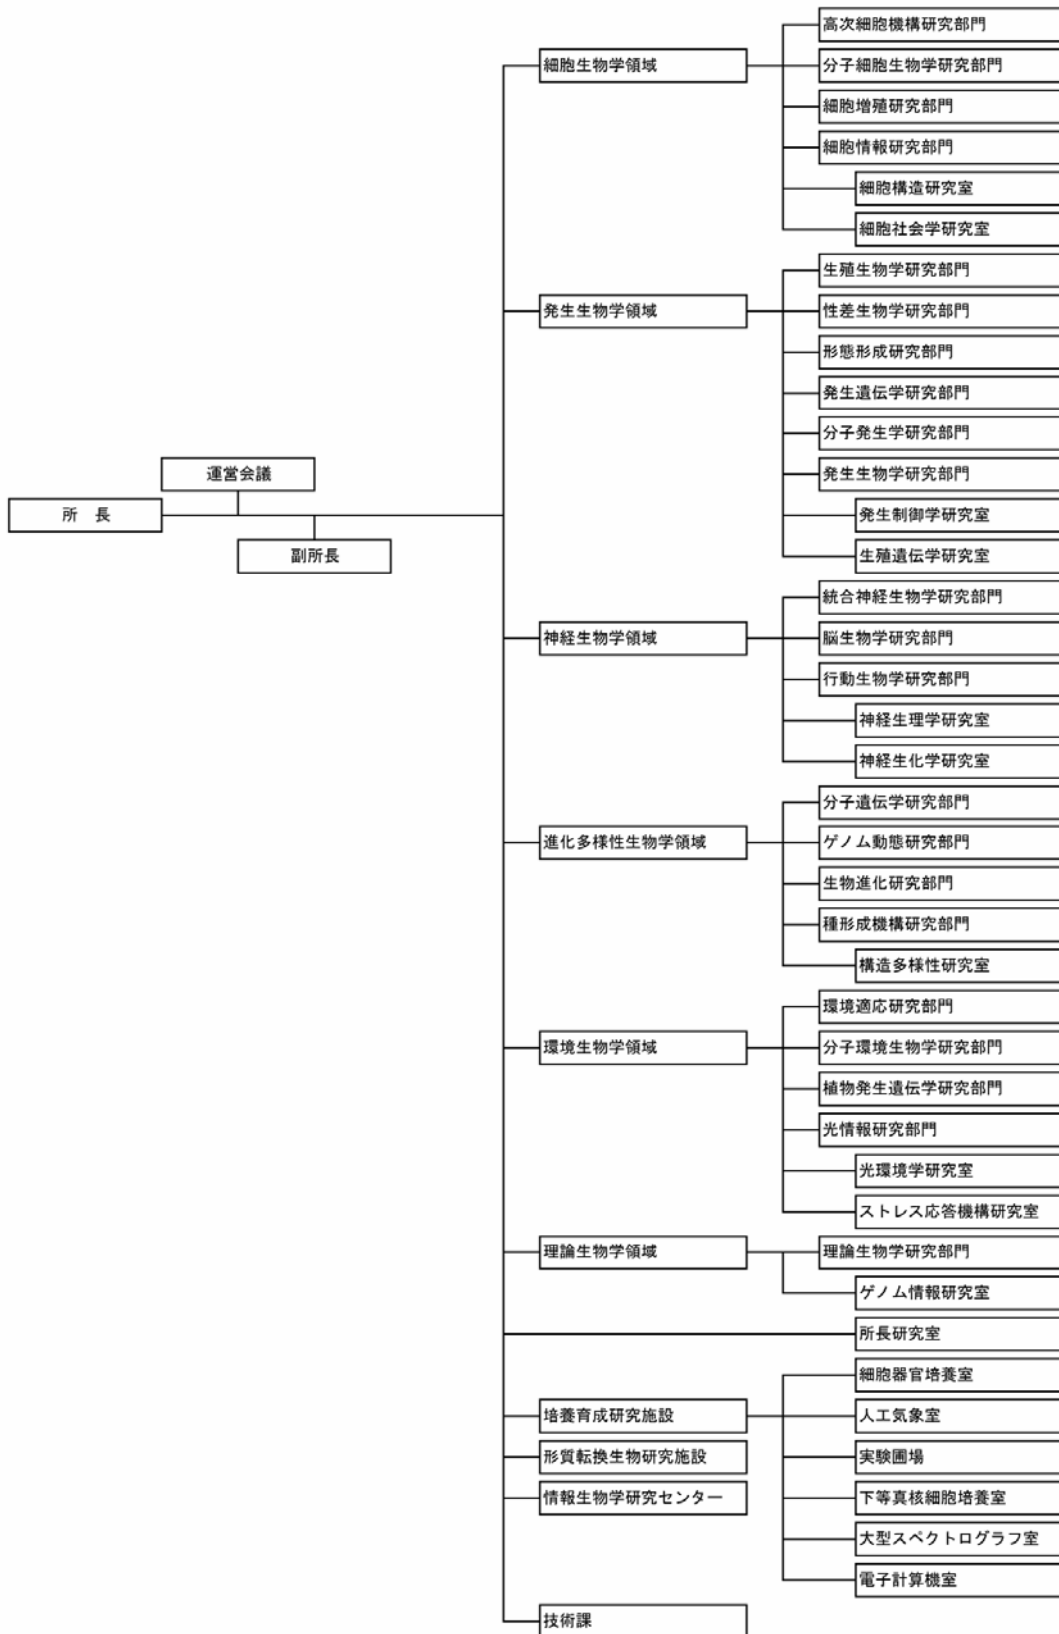 所　長
運営会議
副所長
細胞生物学領域
高次細胞機構研究部門
分子細胞生物学研究部門
細胞増殖研究部門
細胞情報研究部門
細胞構造研究室
細胞社会学研究室
発生生物学領域
生殖生物学研究部門
性差生物学研究部門
形態形成研究部門
発生遺伝学研究部門
分子発生学研究部門
発生生物学研究部門
発生制御学研究室
生殖遺伝学研究室
神経生物学領域
統合神経生物学研究部門
脳生物学研究部門
行動生物学研究部門
神経生理学研究室
神経生化学研究室
進化多様性生物学領域
分子遺伝学研究部門
ゲノム動態研究部門
生物進化研究部門
種形成機構研究部門
構造多様性研究室
環境生物学領域
環境適応研究部門
分子環境生物学研究部門
植物発生遺伝学研究部門
光情報研究部門
光環境学研究室
ストレス応答機構研究室
理論生物学領域
理論生物学研究部門
ゲノム情報研究室
所長研究室
培養育成研究施設
細胞器官培養室
人工気象室
実験圃場
下等真核細胞培養室
大型スペクトログラフ室
電子計算機室
形質転換生物研究施設
情報生物学研究センター
技術課